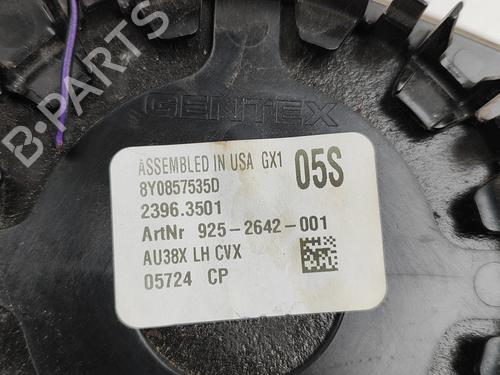 GENTEX
ASSEMBLED IN USA GX1 05S
8Y0857535D
2396.3501
ArtNr 925-2642-001
AU38X LH CVX
05724 CP
B-PARTS